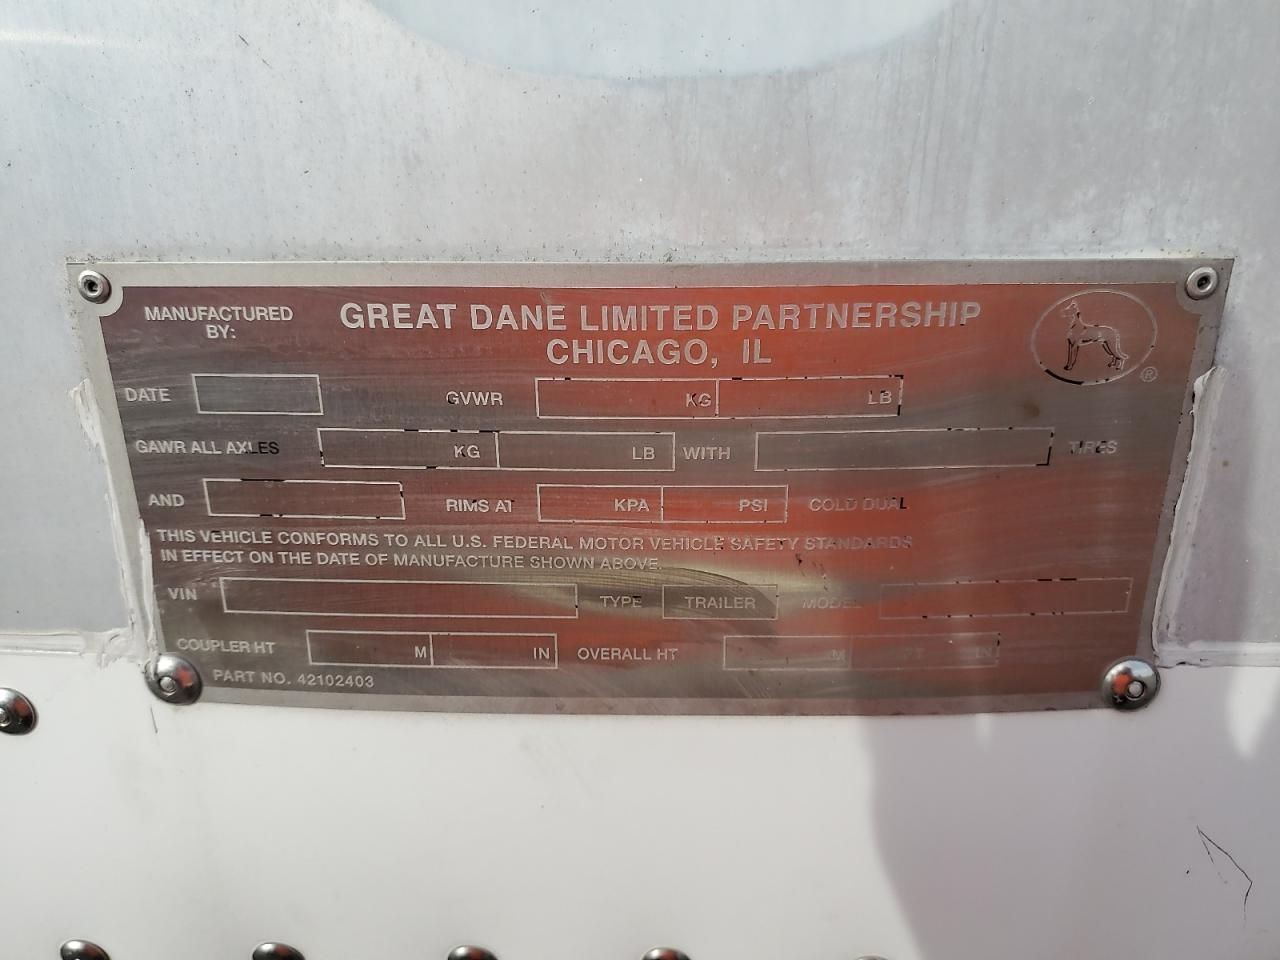 MANUFACTURED BY: GREAT DANE LIMITED PARTNERSHIP
CHICAGO, IL
®
DATE GVWR KG LB
GAWR ALL AXLES KG LB WITH TIRES
AND RIMS AT KPA PSI COLD DUAL
THIS VEHICLE CONFORMS TO ALL U.S. FEDERAL MOTOR VEHICLE SAFETY STANDARDS
IN EFFECT ON THE DATE OF MANUFACTURE SHOWN ABOVE.
VIN TYPE TRAILER MODEL
COUPLER HT M IN OVERALL HT M FT IN
PART NO. 42102403